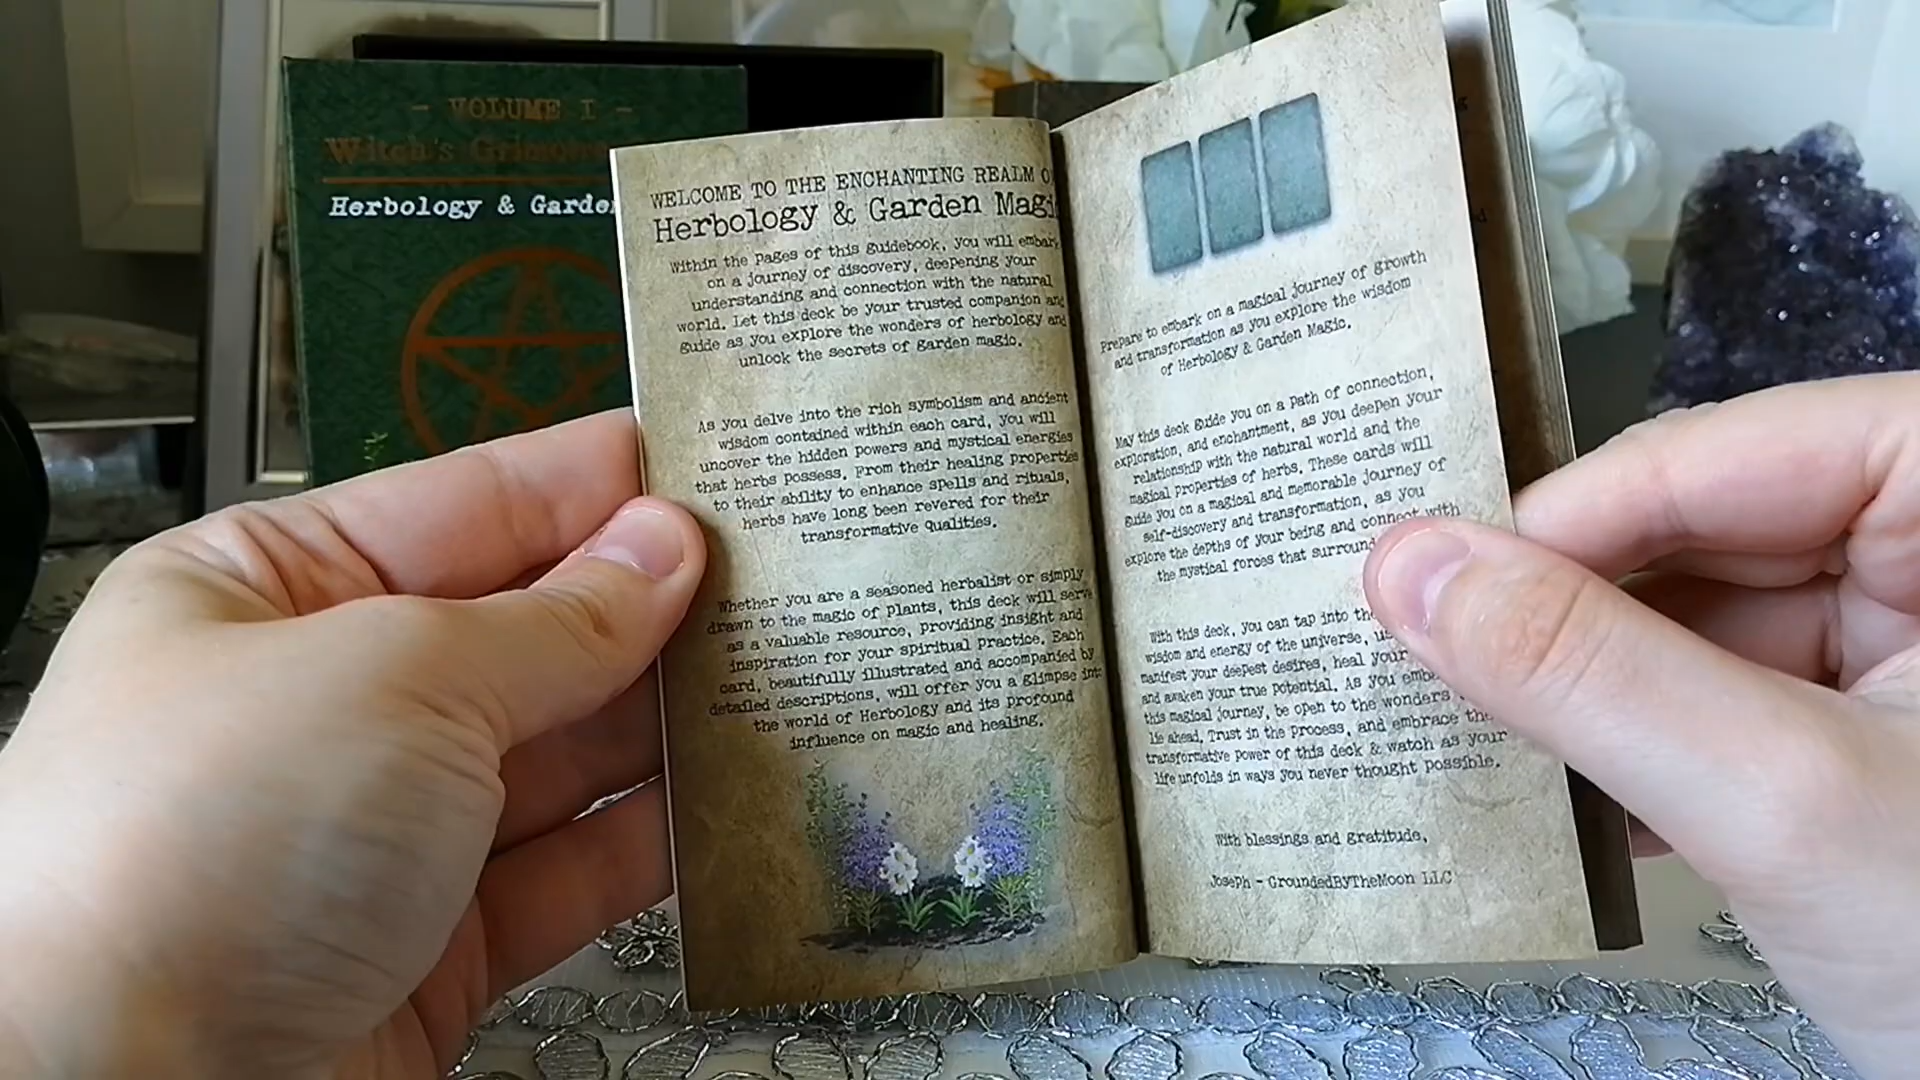 - VOLUME I -
Witch's
Herbology &
WELCOME TO THE ENCHANTING REALM
Herbology & Garden
Within the pages of this guidebook, you will embark
on a journey of discovery, deepening your
understanding and connection with the natural
world. Let this deck be your trusted companion and
guide as you explore the wonders of herbology and
unlock the secrets of garden magic.
As you delve into the rich symbolism and ancient
wisdom contained within each card, you will
uncover the hidden powers and mystical energies
that herbs possess. From their healing properties
to their ability to enhance spells and rituals,
herbs have long been revered for their
transformative qualities.
Whether you are a seasoned herbalist or simply
drawn to the magic of plants, this deck will serve
as a valuable resource, providing insight and
inspiration for your spiritual practice. Each
card, beautifully illustrated and accompanied by
detailed descriptions, will offer you a glimpse into
the world of Herbology and its profound
influence on magic and healing.
Prepare to embark on a magical journey of growth
and transformation as you explore the wisdom
of Herbology & Garden Magic.
May this deck guide you on a path of connection,
exploration, and enchantment, as you deepen your
relationship with the natural world and the
magical properties of herbs. These cards will
guide you on a magical and memorable journey of
self-discovery and transformation, as you
explore the depths of your being and connect with
the mystical forces that surround
With this deck, you can tap into the
wisdom and energy of the universe,
manifest your deepest desires, heal your
and awaken your true potential. As you
this magical journey, be open to the wonders
lie ahead. Trust in the process, and embrace the
transformative power of this deck & watch as your
life unfolds in ways you never thought possible.
With blessings and gratitude,
Joseph - GroundedByTheMoon LLC